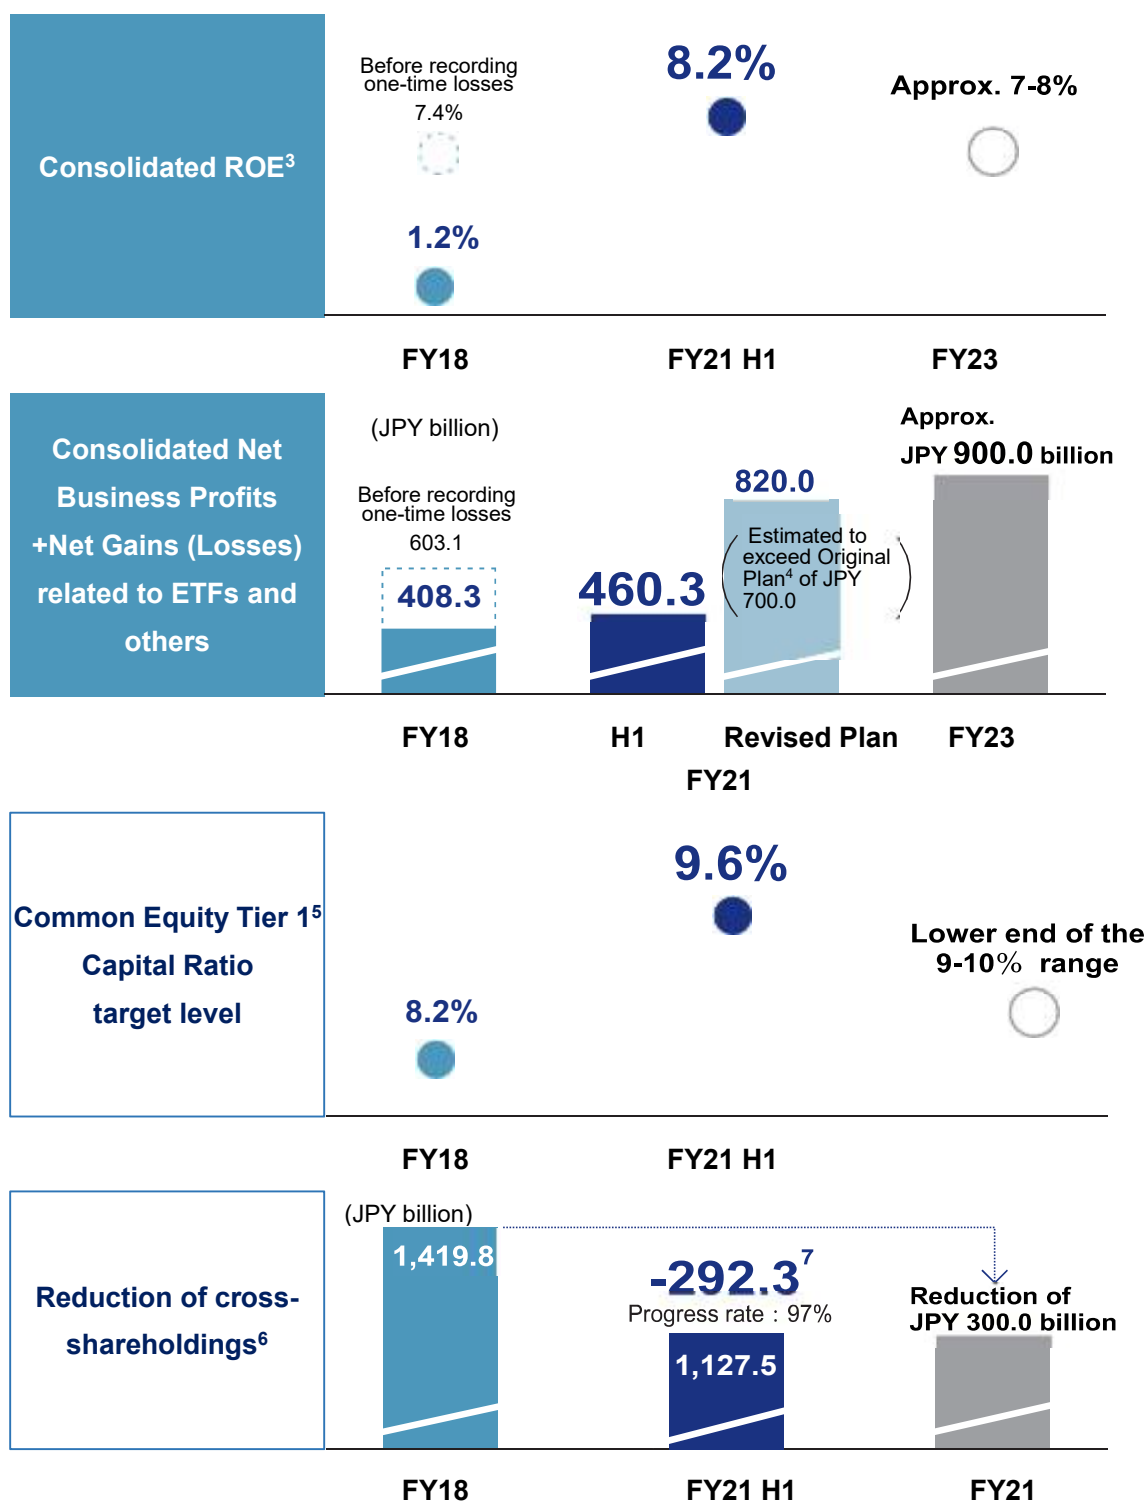 Consolidated ROE3
Before recording
one-time losses
7.4%
1.2%
8.2%
Approx. 7-8%
FY18
FY21 H1
FY23
Consolidated Net
Business Profits
+Net Gains (Losses)
related to ETFs and
others
(JPY billion)
Before recording
one-time losses
603.1
408.3
460.3
820.0
Estimated to
exceed Original
Plan4 of JPY
700.0
Approx.
JPY 900.0 billion
FY18
H1
Revised Plan
FY23
FY21
Common Equity Tier 15
Capital Ratio
target level
8.2%
9.6%
Lower end of the
9-10% range
FY18
FY21 H1
Reduction of cross-
shareholdings6
(JPY billion)
1,419.8
-292.37
Progress rate : 97%
1,127.5
Reduction of
JPY 300.0 billion
FY18
FY21 H1
FY21